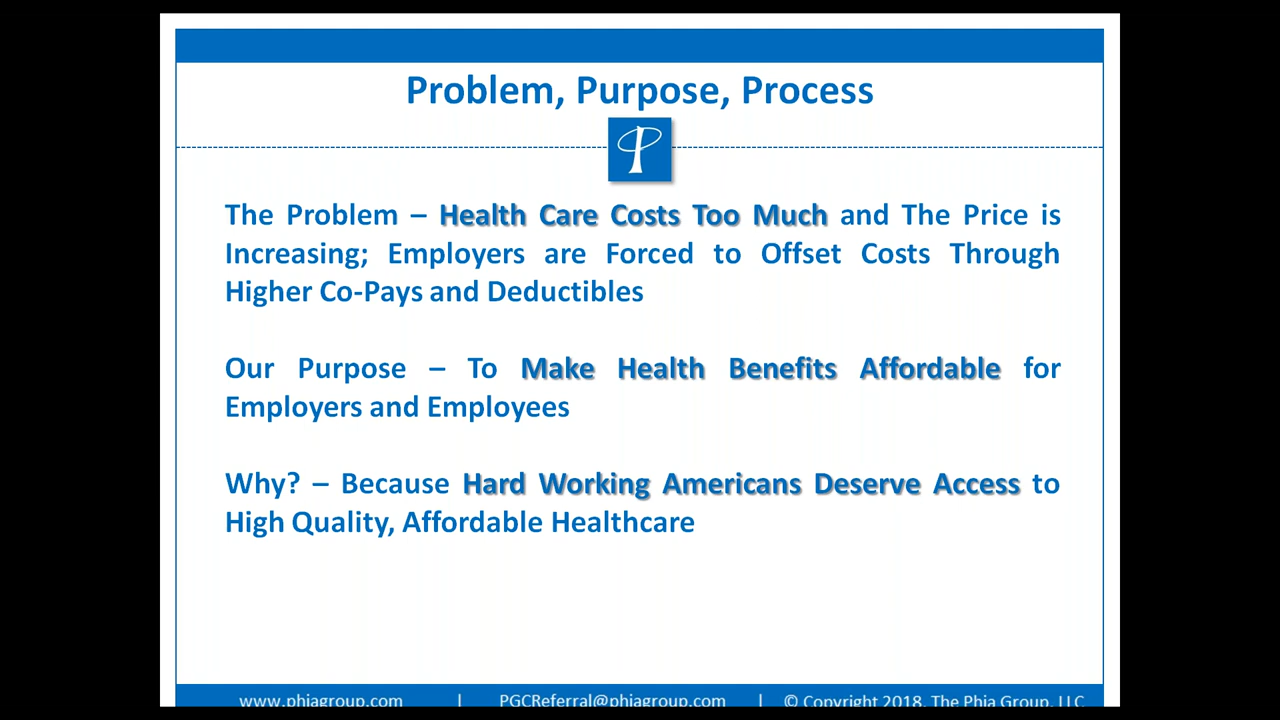 Problem, Purpose, Process
P
The Problem – Health Care Costs Too Much and The Price is
Increasing; Employers are Forced to Offset Costs Through
Higher Co-Pays and Deductibles
Our Purpose – To Make Health Benefits Affordable for
Employers and Employees
Why? – Because Hard Working Americans Deserve Access to
High Quality, Affordable Healthcare
www.phiagroup.com | PGCReferral@phiagroup.com | © Copyright 2018. The Phia Group, LLC